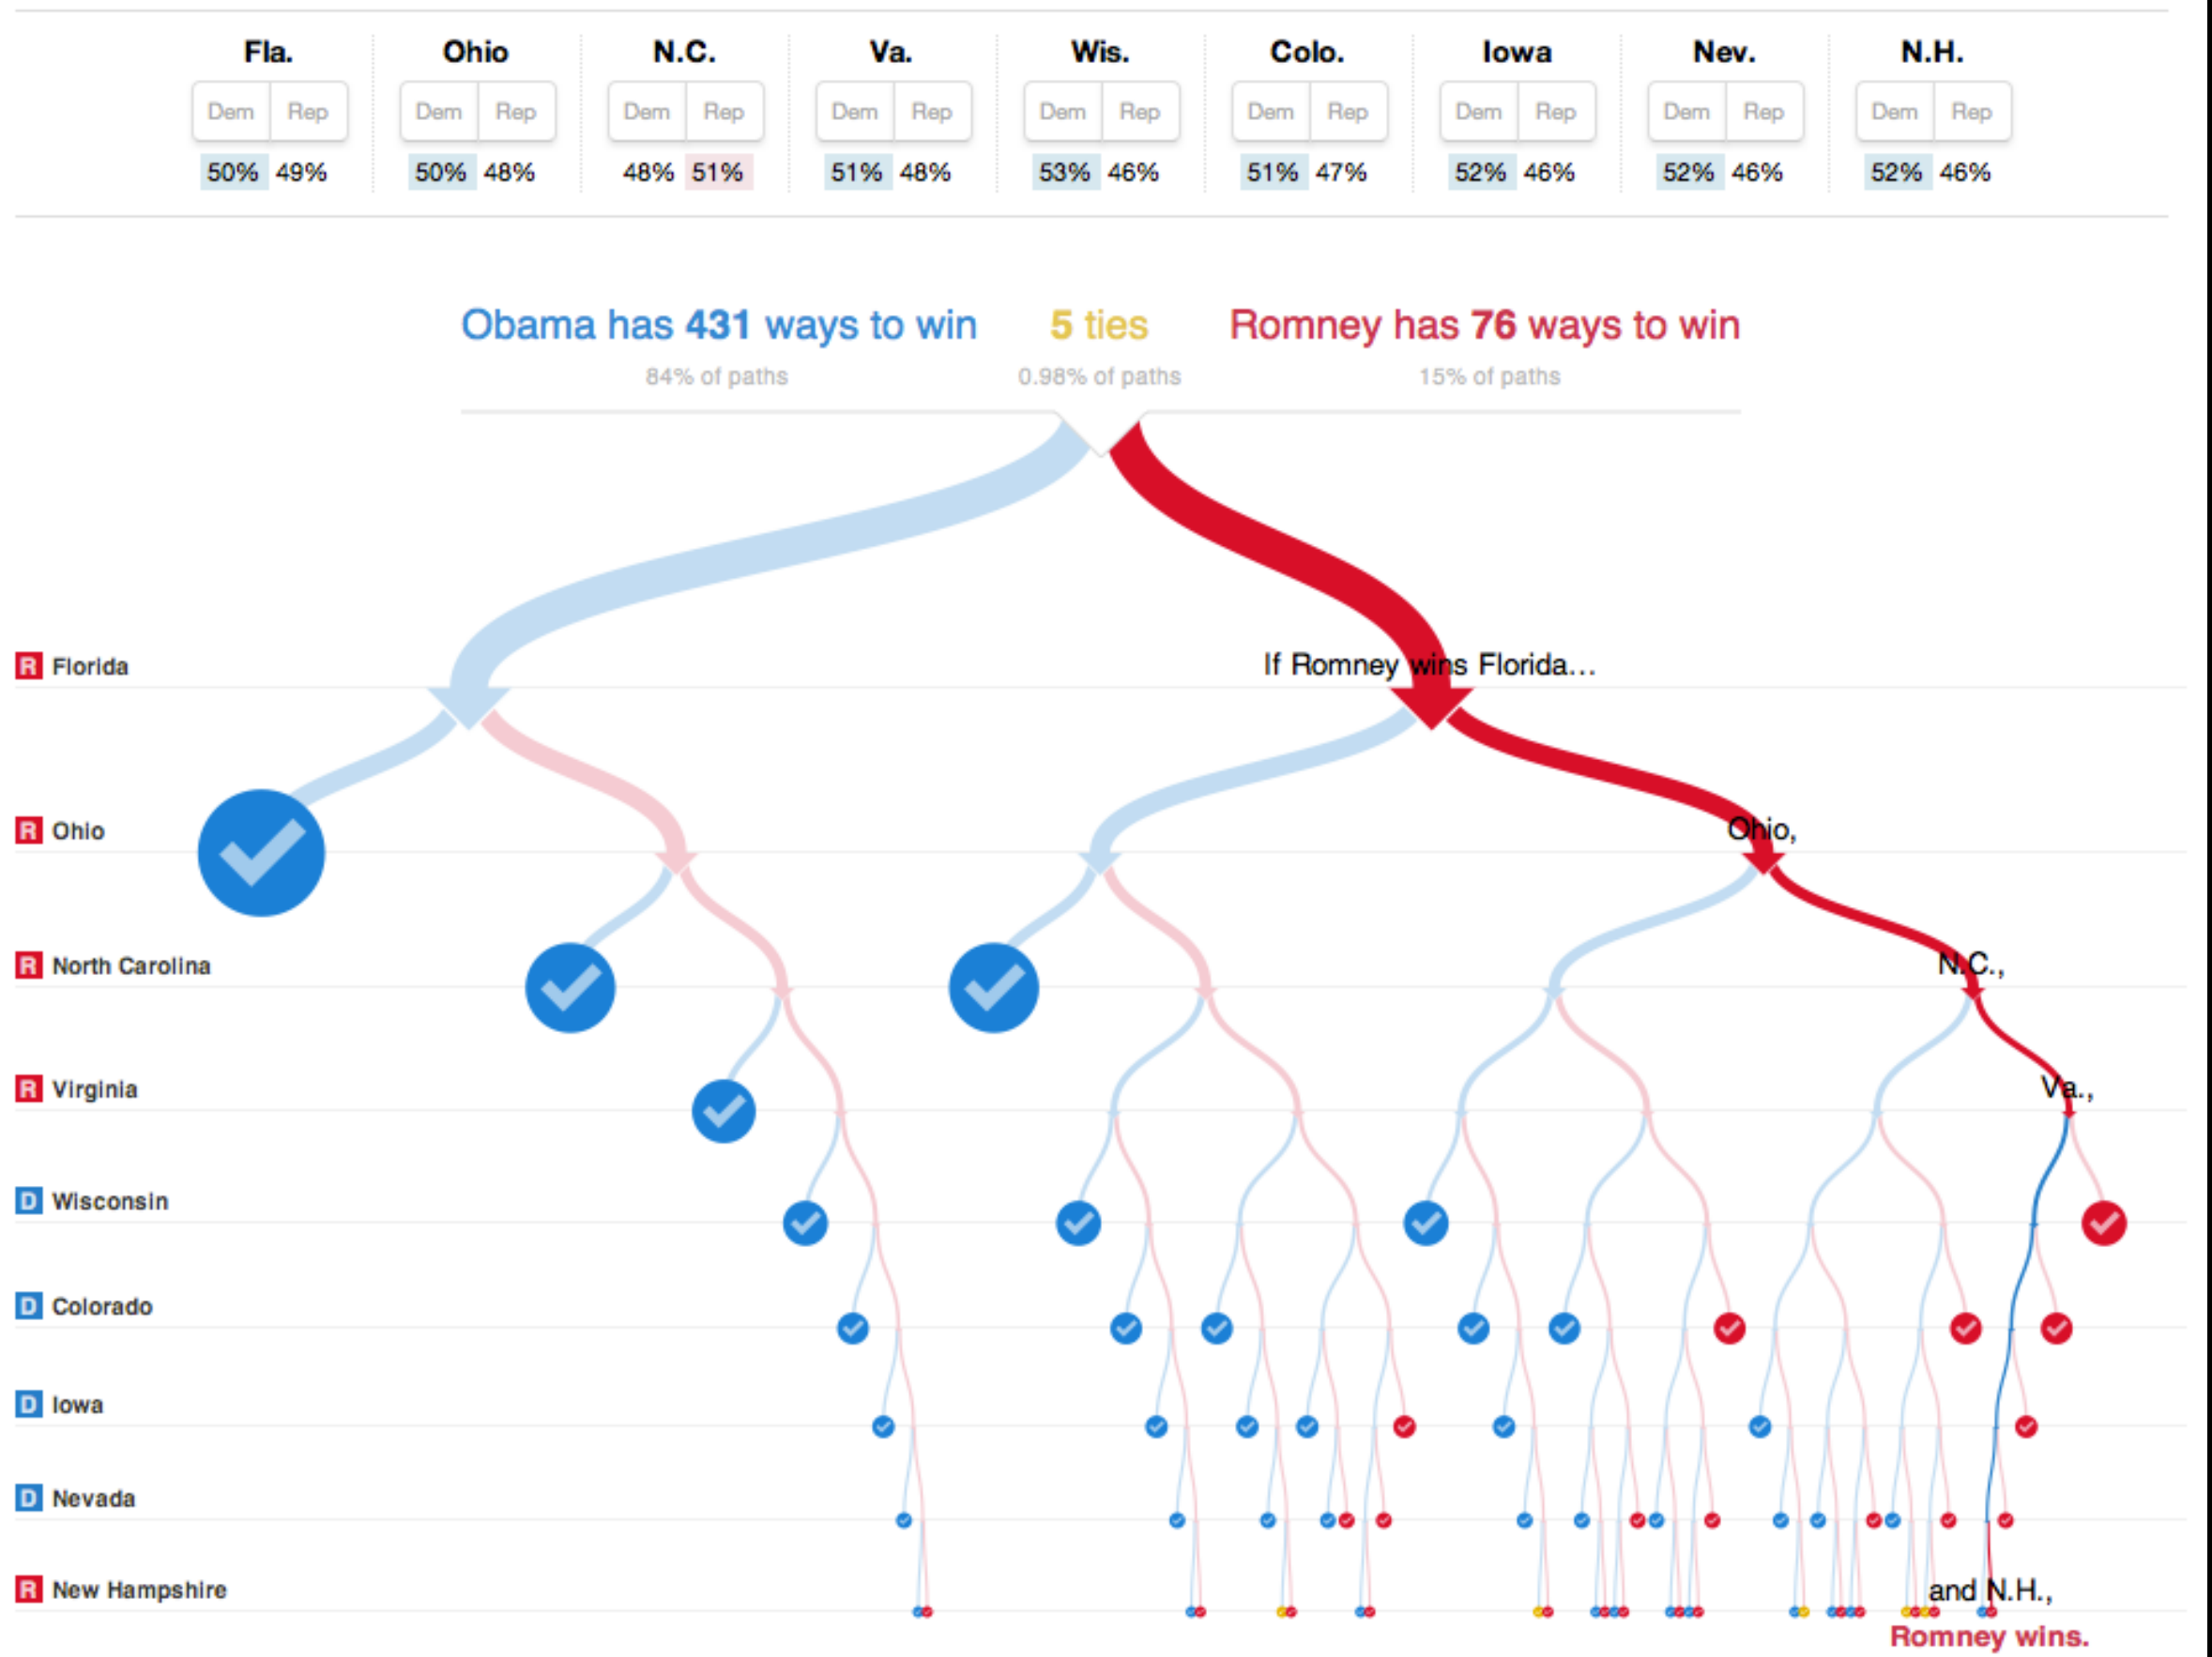 Fla. Ohio N.C. Va. Wis. Colo. Iowa Nev. N.H.
Dem Rep Dem Rep Dem Rep Dem Rep Dem Rep Dem Rep Dem Rep Dem Rep Dem Rep
50% 49% 50% 48% 48% 51% 51% 48% 53% 46% 51% 47% 52% 46% 52% 46% 52% 46%
Obama has 431 ways to win 5 ties Romney has 76 ways to win
84% of paths 0.98% of paths 15% of paths
R Florida If Romney wins Florida...
R Ohio Ohio,
R North Carolina N.C.,
R Virginia Va.,
D Wisconsin
D Colorado
D Iowa
D Nevada
R New Hampshire and N.H.,
Romney wins.